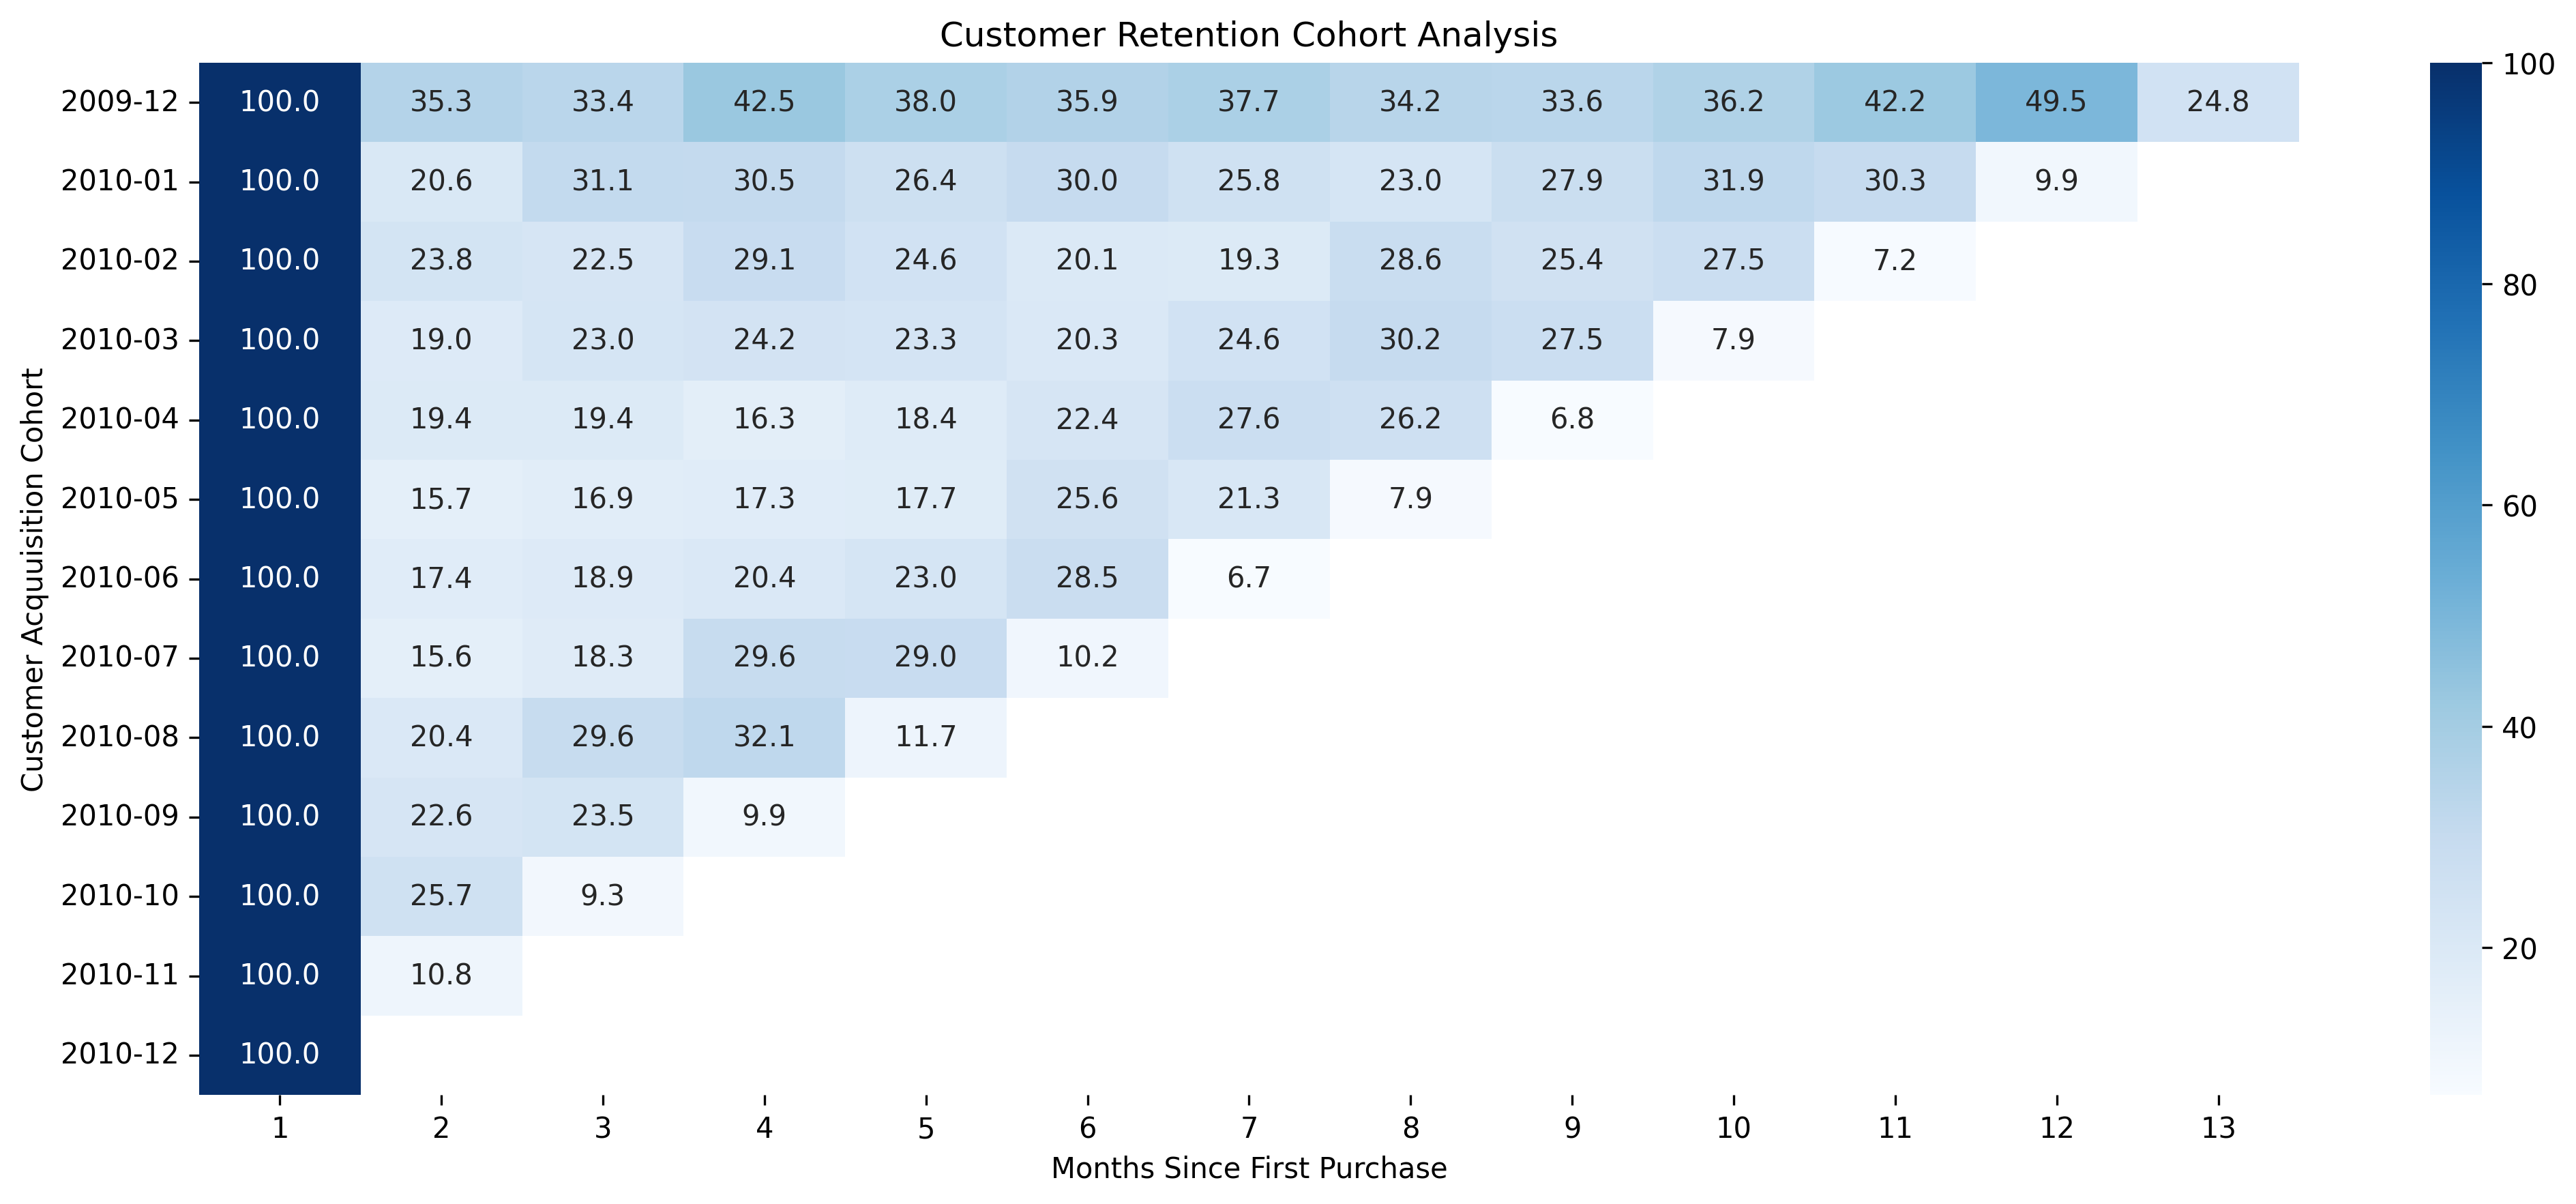 Customer Retention Cohort Analysis
Customer Acquuisition Cohort
2009-12 100.0 35.3 33.4 42.5 38.0 35.9 37.7 34.2 33.6 36.2 42.2 49.5 24.8
2010-01 100.0 20.6 31.1 30.5 26.4 30.0 25.8 23.0 27.9 31.9 30.3 9.9
2010-02 100.0 23.8 22.5 29.1 24.6 20.1 19.3 28.6 25.4 27.5 7.2
2010-03 100.0 19.0 23.0 24.2 23.3 20.3 24.6 30.2 27.5 7.9
2010-04 100.0 19.4 19.4 16.3 18.4 22.4 27.6 26.2 6.8
2010-05 100.0 15.7 16.9 17.3 17.7 25.6 21.3 7.9
2010-06 100.0 17.4 18.9 20.4 23.0 28.5 6.7
2010-07 100.0 15.6 18.3 29.6 29.0 10.2
2010-08 100.0 20.4 29.6 32.1 11.7
2010-09 100.0 22.6 23.5 9.9
2010-10 100.0 25.7 9.3
2010-11 100.0 10.8
2010-12 100.0
1 2 3 4 5 6 7 8 9 10 11 12 13
Months Since First Purchase
100
80
60
40
20